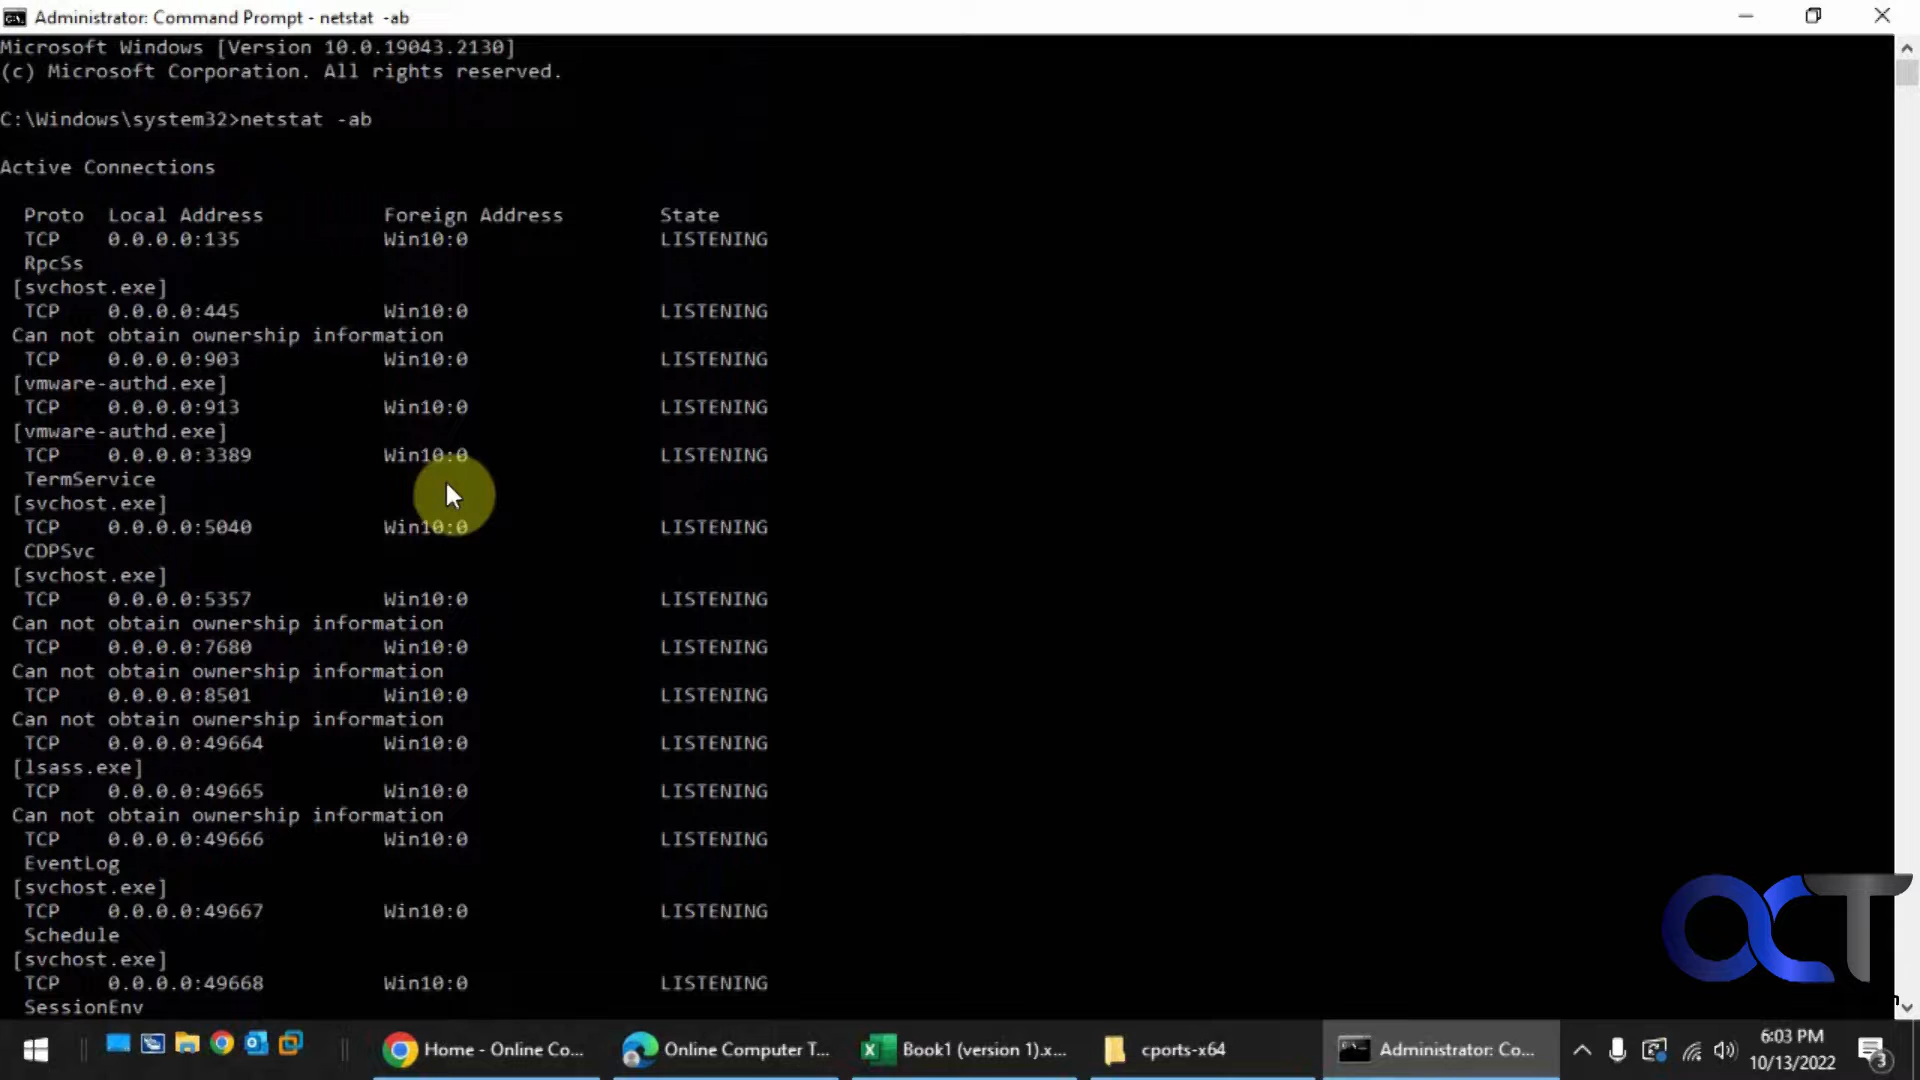 Administrator: Command Prompt - netstat -ab
Microsoft Windows [Version 10.0.19043.2130]
(c) Microsoft Corporation. All rights reserved.
C:\Windows\system32>netstat -ab
Active Connections
Proto Local Address Foreign Address State
TCP 0.0.0.0:135 Win10:0 LISTENING
RpcSs
[svchost.exe]
TCP 0.0.0.0:445 Win10:0 LISTENING
Can not obtain ownership information
TCP 0.0.0.0:903 Win10:0 LISTENING
[vmware-authd.exe]
TCP 0.0.0.0:913 Win10:0 LISTENING
[vmware-authd.exe]
TCP 0.0.0.0:3389 Win10:0 LISTENING
TermService
[svchost.exe]
TCP 0.0.0.0:5040 Win10:0 LISTENING
CDPSvc
[svchost.exe]
TCP 0.0.0.0:5357 Win10:0 LISTENING
Can not obtain ownership information
TCP 0.0.0.0:7680 Win10:0 LISTENING
Can not obtain ownership information
TCP 0.0.0.0:8501 Win10:0 LISTENING
Can not obtain ownership information
TCP 0.0.0.0:49664 Win10:0 LISTENING
[lsass.exe]
TCP 0.0.0.0:49665 Win10:0 LISTENING
Can not obtain ownership information
TCP 0.0.0.0:49666 Win10:0 LISTENING
EventLog
[svchost.exe]
TCP 0.0.0.0:49667 Win10:0 LISTENING
Schedule
[svchost.exe]
TCP 0.0.0.0:49668 Win10:0 LISTENING
SessionEnv
OCT
Home - Online Co... Online Computer T... Book1 (version 1).x... cports-x64 Administrator: Co... 6:03 PM
10/13/2022 3